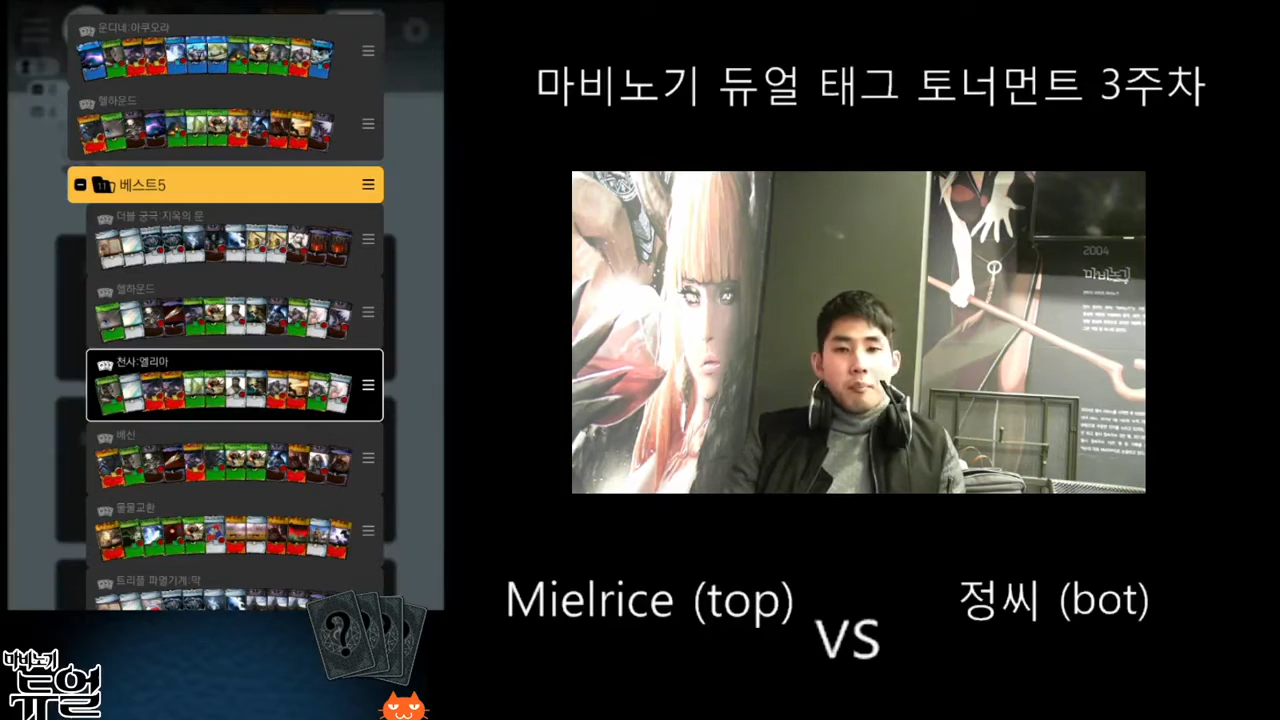 운디네:아쿠오라
헬하운드
11 베스트5
더블 궁극:지옥의 문
헬하운드
천사:엘리아
배신
물물교환
트리플 파멸기계:막
마비노기
듀얼
마비노기 듀얼 태그 토너먼트 3주차
2004
마비노기
Mielrice (top)
VS
정씨 (bot)